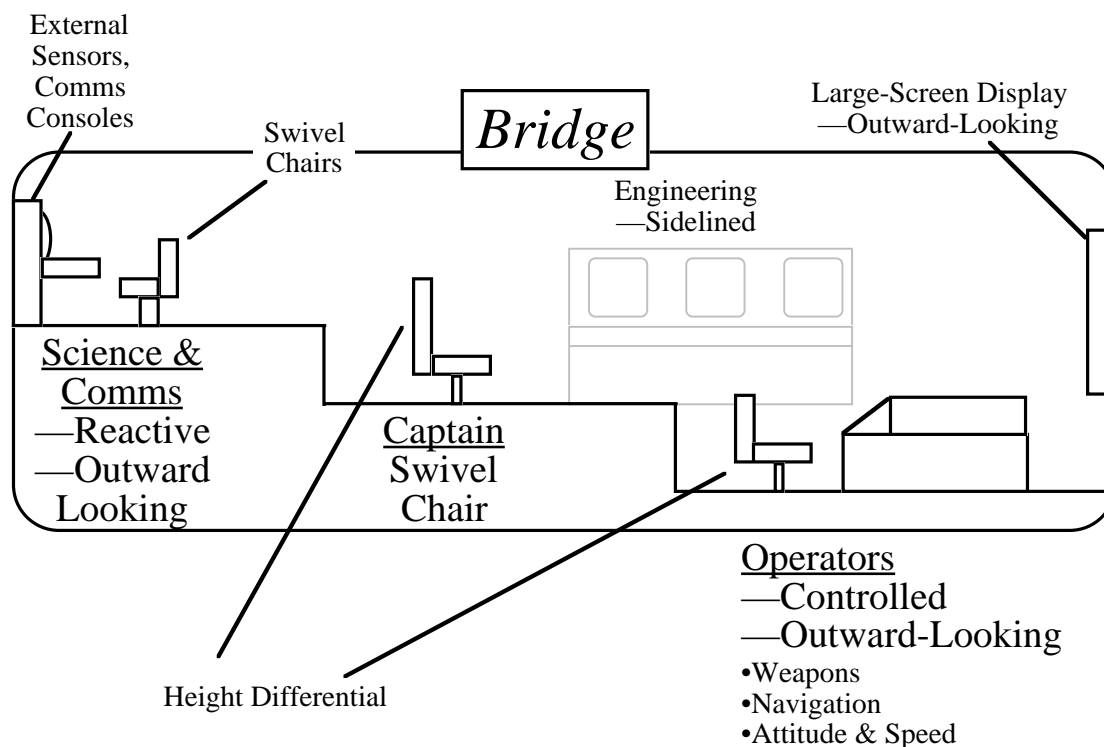 External
Sensors,
Comms
Consoles
Swivel
Chairs
Bridge
Large-Screen Display
—Outward-Looking
Engineering
—Sidelined
Science &
Comms
—Reactive
—Outward
Looking
Captain
Swivel
Chair
Operators
—Controlled
—Outward-Looking
•Weapons
•Navigation
•Attitude & Speed
Height Differential